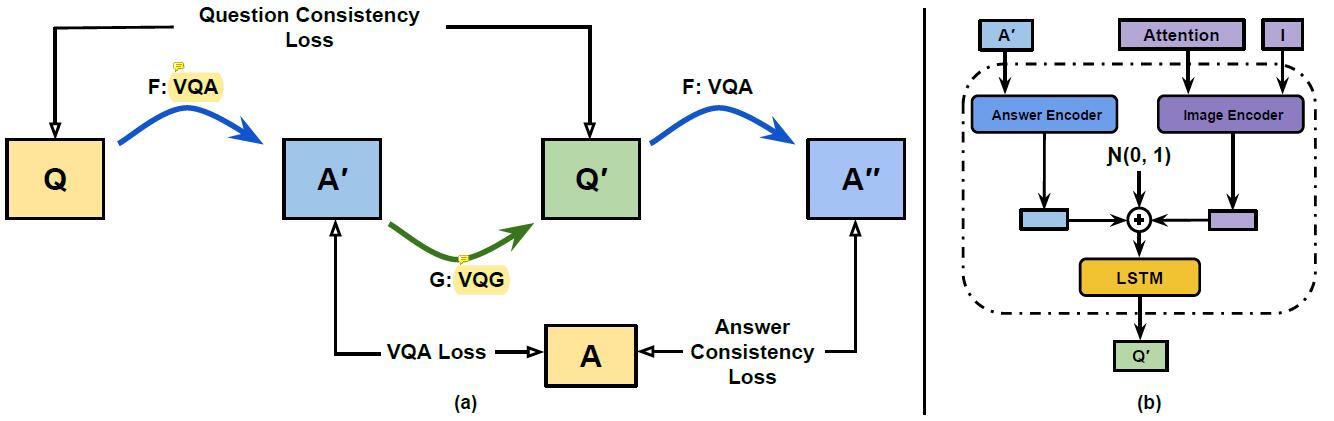 Question Consistency
Loss
F: VQA
F: VQA
Q
A′
Q′
A′′
G: VQG
VQA Loss
A
Answer
Consistency
Loss
(a)
A′
Attention
I
Answer Encoder
Image Encoder
N(0, 1)
+
LSTM
Q′
(b)